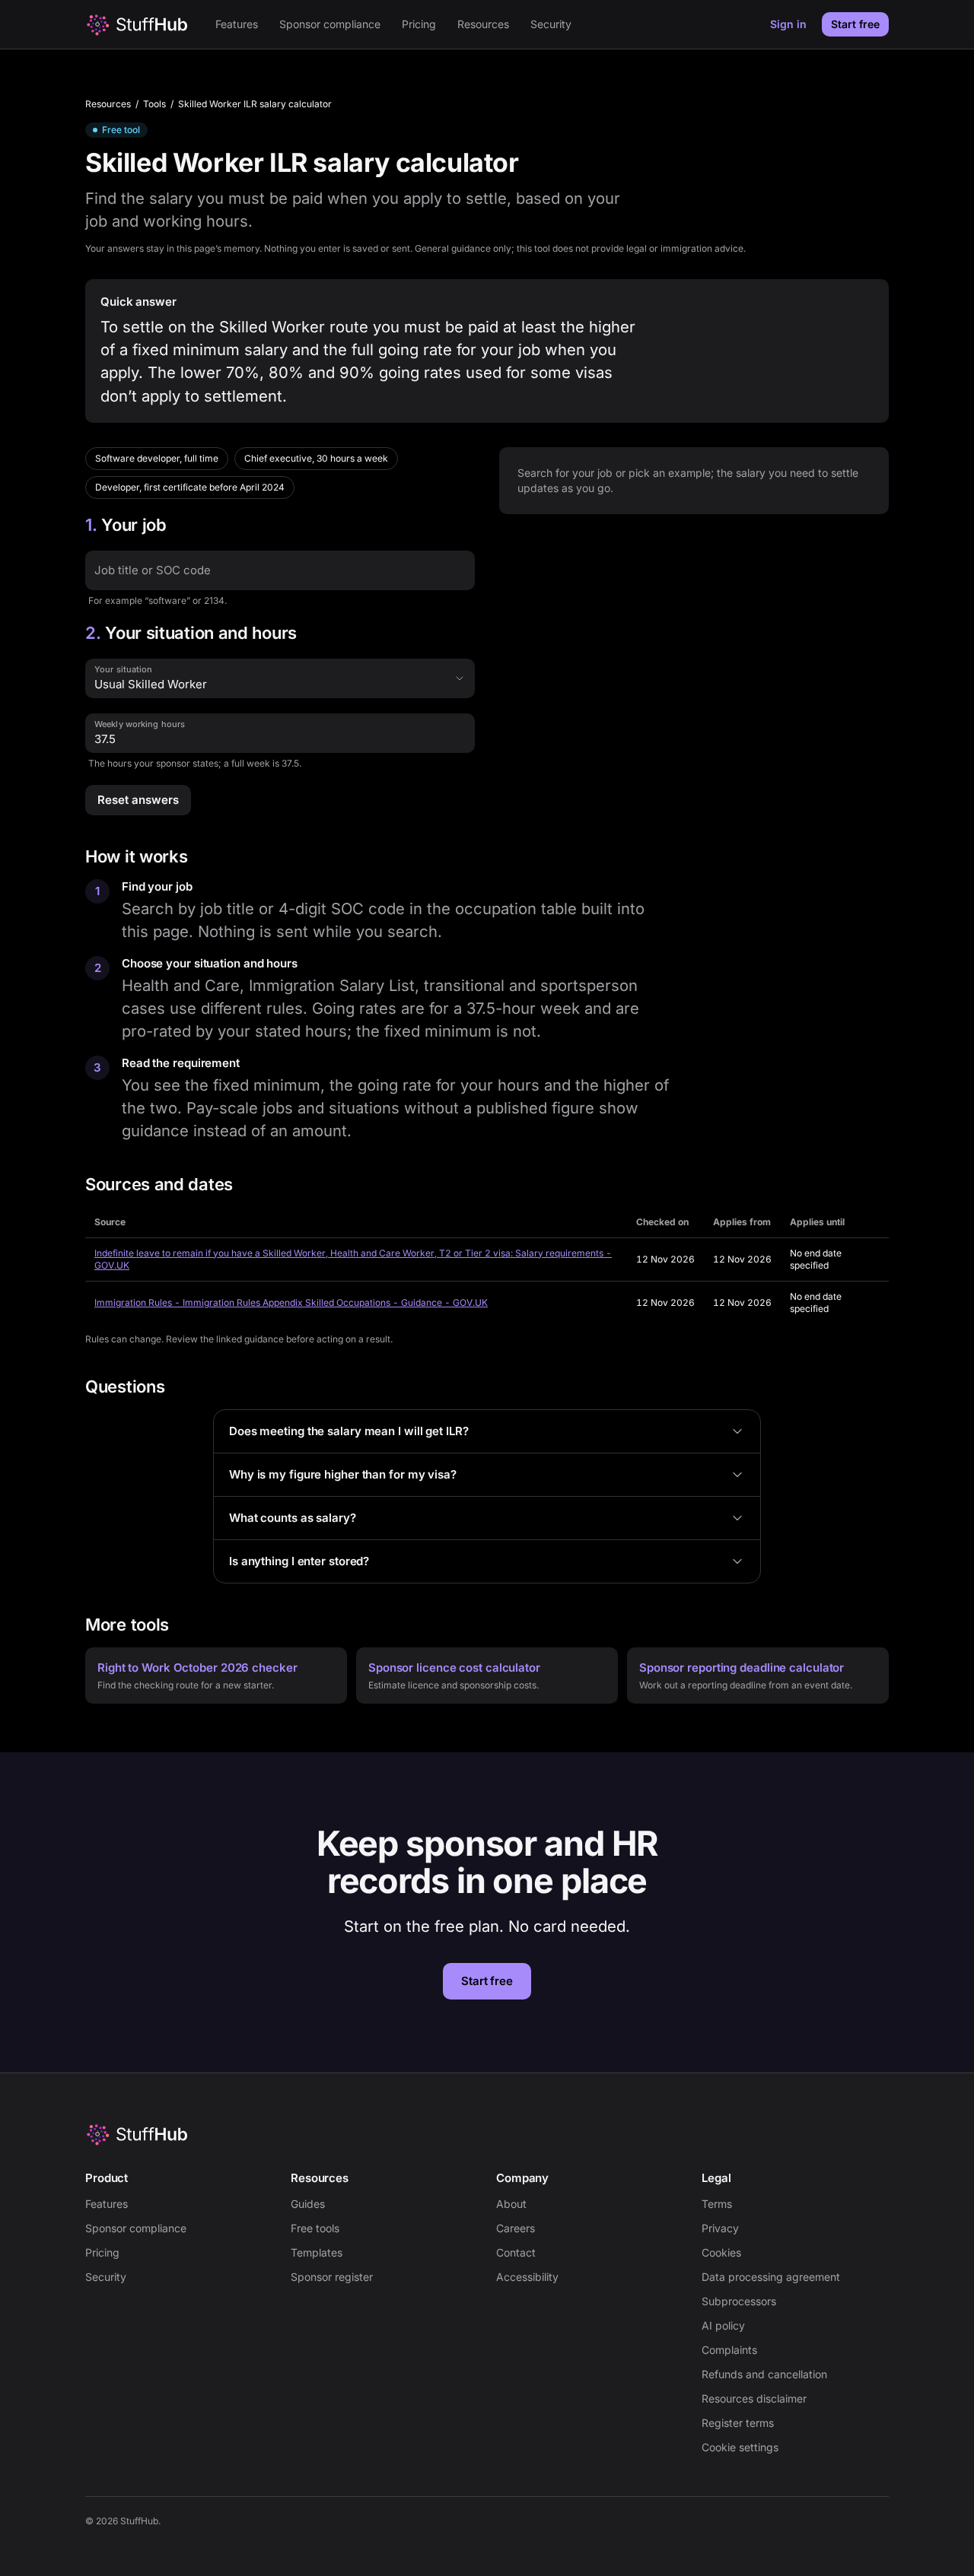 StuffHub
Features
Sponsor compliance
Pricing
Resources
Security
Sign in
Start free
Resources / Tools / Skilled Worker ILR salary calculator
Free tool
Skilled Worker ILR salary calculator
Find the salary you must be paid when you apply to settle, based on your
job and working hours.
Your answers stay in this page’s memory. Nothing you enter is saved or sent. General guidance only; this tool does not provide legal or immigration advice.
Quick answer
To settle on the Skilled Worker route you must be paid at least the higher
of a fixed minimum salary and the full going rate for your job when you
apply. The lower 70%, 80% and 90% going rates used for some visas
don’t apply to settlement.
Software developer, full time
Chief executive, 30 hours a week
Developer, first certificate before April 2024
Search for your job or pick an example; the salary you need to settle
updates as you go.
1. Your job
Job title or SOC code
For example “software” or 2134.
2. Your situation and hours
Your situation
Usual Skilled Worker
Weekly working hours
37.5
The hours your sponsor states; a full week is 37.5.
Reset answers
How it works
1
Find your job
Search by job title or 4-digit SOC code in the occupation table built into
this page. Nothing is sent while you search.
2
Choose your situation and hours
Health and Care, Immigration Salary List, transitional and sportsperson
cases use different rules. Going rates are for a 37.5-hour week and are
pro-rated by your stated hours; the fixed minimum is not.
3
Read the requirement
You see the fixed minimum, the going rate for your hours and the higher of
the two. Pay-scale jobs and situations without a published figure show
guidance instead of an amount.
Sources and dates
Source
Checked on
Applies from
Applies until
Indefinite leave to remain if you have a Skilled Worker, Health and Care Worker, T2 or Tier 2 visa: Salary requirements -
GOV.UK
12 Nov 2026
12 Nov 2026
No end date
specified
Immigration Rules - Immigration Rules Appendix Skilled Occupations - Guidance - GOV.UK
12 Nov 2026
12 Nov 2026
No end date
specified
Rules can change. Review the linked guidance before acting on a result.
Questions
Does meeting the salary mean I will get ILR?
Why is my figure higher than for my visa?
What counts as salary?
Is anything I enter stored?
More tools
Right to Work October 2026 checker
Find the checking route for a new starter.
Sponsor licence cost calculator
Estimate licence and sponsorship costs.
Sponsor reporting deadline calculator
Work out a reporting deadline from an event date.
Keep sponsor and HR
records in one place
Start on the free plan. No card needed.
Start free
StuffHub
Product
Features
Sponsor compliance
Pricing
Security
Resources
Guides
Free tools
Templates
Sponsor register
Company
About
Careers
Contact
Accessibility
Legal
Terms
Privacy
Cookies
Data processing agreement
Subprocessors
AI policy
Complaints
Refunds and cancellation
Resources disclaimer
Register terms
Cookie settings
© 2026 StuffHub.